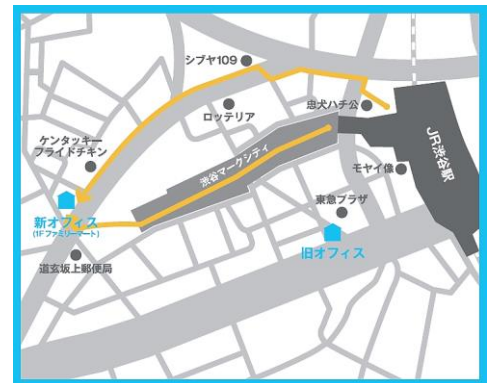 シブヤ109
忠犬ハチ公
ロッテリア
JR渋谷駅
ケンタッキー
フライドチキン
渋谷マークシティ
モヤイ像
新オフィス
(1Fファミリーマート)
東急プラザ
旧オフィス
道玄坂上郵便局